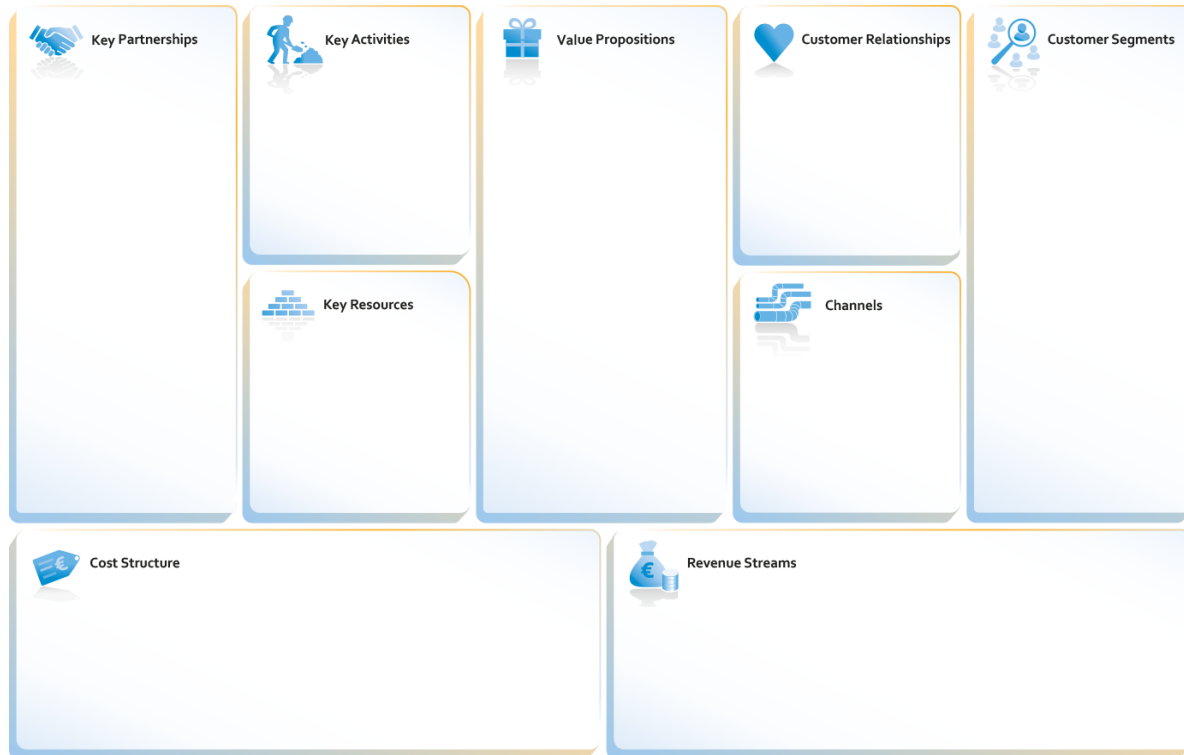 Key Partnerships
Key Activities
Value Propositions
Customer Relationships
Customer Segments
Key Resources
Channels
Cost Structure
€
Revenue Streams
€